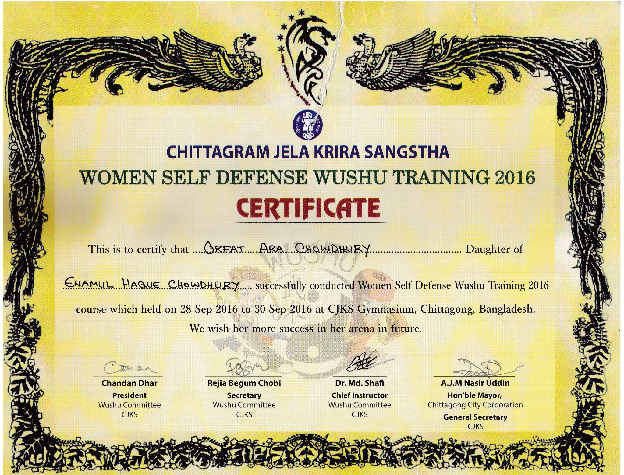 CHITTAGRAM JELA KRIRA SANGSTHA
WOMEN SELF DEFENSE WUSHU TRAINING 2016
CERTIFICATE
This is to certify that ....OREAT....ARA CHOWDHURY................................ Daughter of
ENAMUL HAQUE CHOWDHURY.... successfully conducted Women Self Defense Wushu Training 2016
course which held on 28 Sep 2016 to 30 Sep 2016 at CJKS Gymnasium, Chittagong, Bangladesh.
We wish her more success in her arena in future.
WUSHU
Chandan Dhar
President
Wushu Committee
CJKS
Rejia Begum Chobi
Secretary
Wushu Committee
CJKS
Dr. Md. Shafi
Chief Instructor
Wushu Committee
CJKS
A.J.M Nasir Uddin
Hon'ble Mayor,
Chittagong City Corporation
General Secretary
CJKS